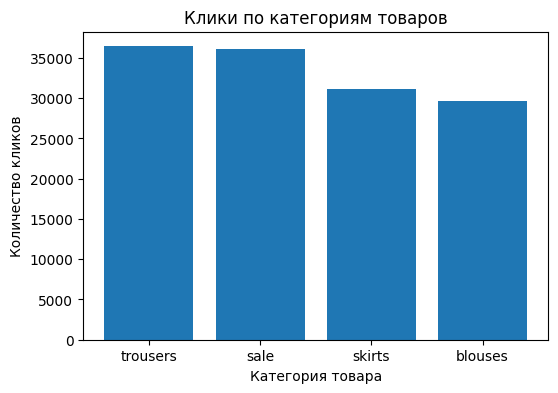 Клики по категориям товаров
Количество кликов
35000
30000
25000
20000
15000
10000
5000
0
trousers sale skirts blouses
Категория товара